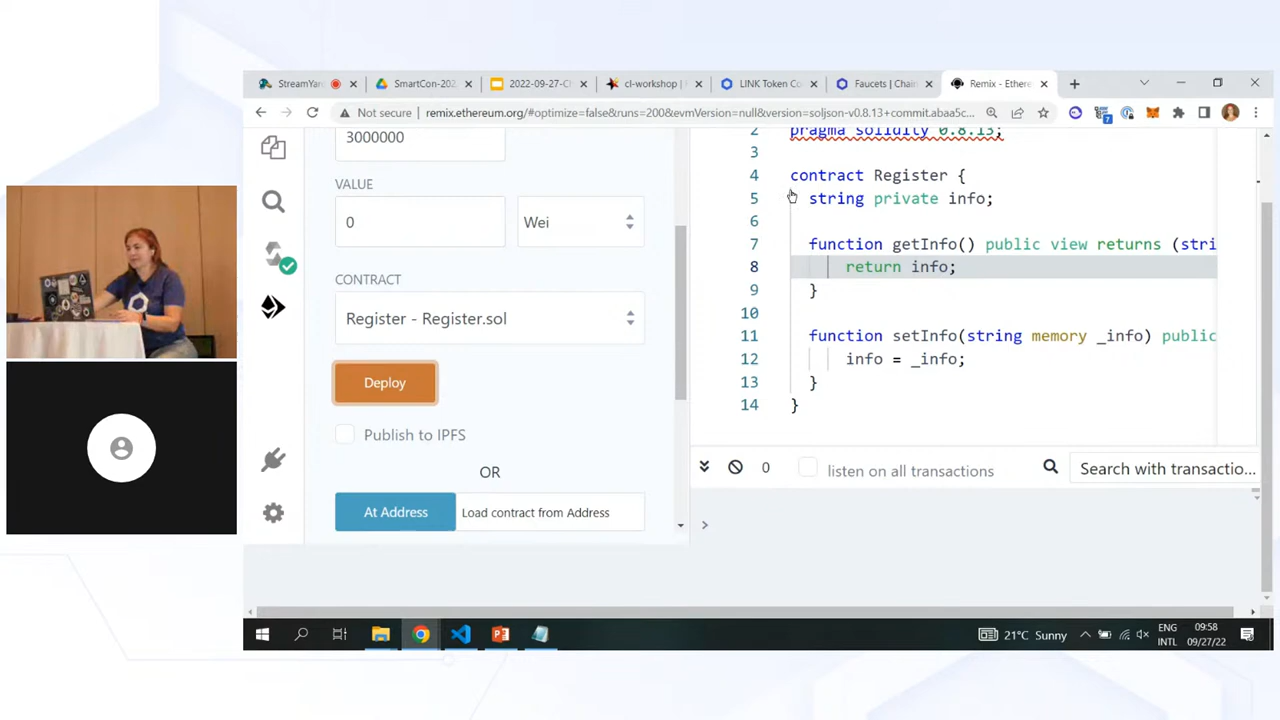 StreamYar
SmartCon-202
2022-09-27-Ch
cl-workshop |
LINK Token Co
Faucets | Chain
Remix - Ethere
Not secure
remix.ethereum.org/#optimize=false&runs=200&evmVersion=null&version=soljson-v0.8.13+commit.abaa5c...
3000000
VALUE
0
Wei
CONTRACT
Register - Register.sol
Deploy
Publish to IPFS
OR
At Address
Load contract from Address
2 pragma solidity 0.8.13;
3
4 contract Register {
5 string private info;
6
7 function getInfo() public view returns (stri
8 return info;
9 }
10
11 function setInfo(string memory _info) public
12 info = _info;
13 }
14 }
0
listen on all transactions
Search with transactio...
>
7
21°C Sunny
ENG
INTL
09:58
09/27/22